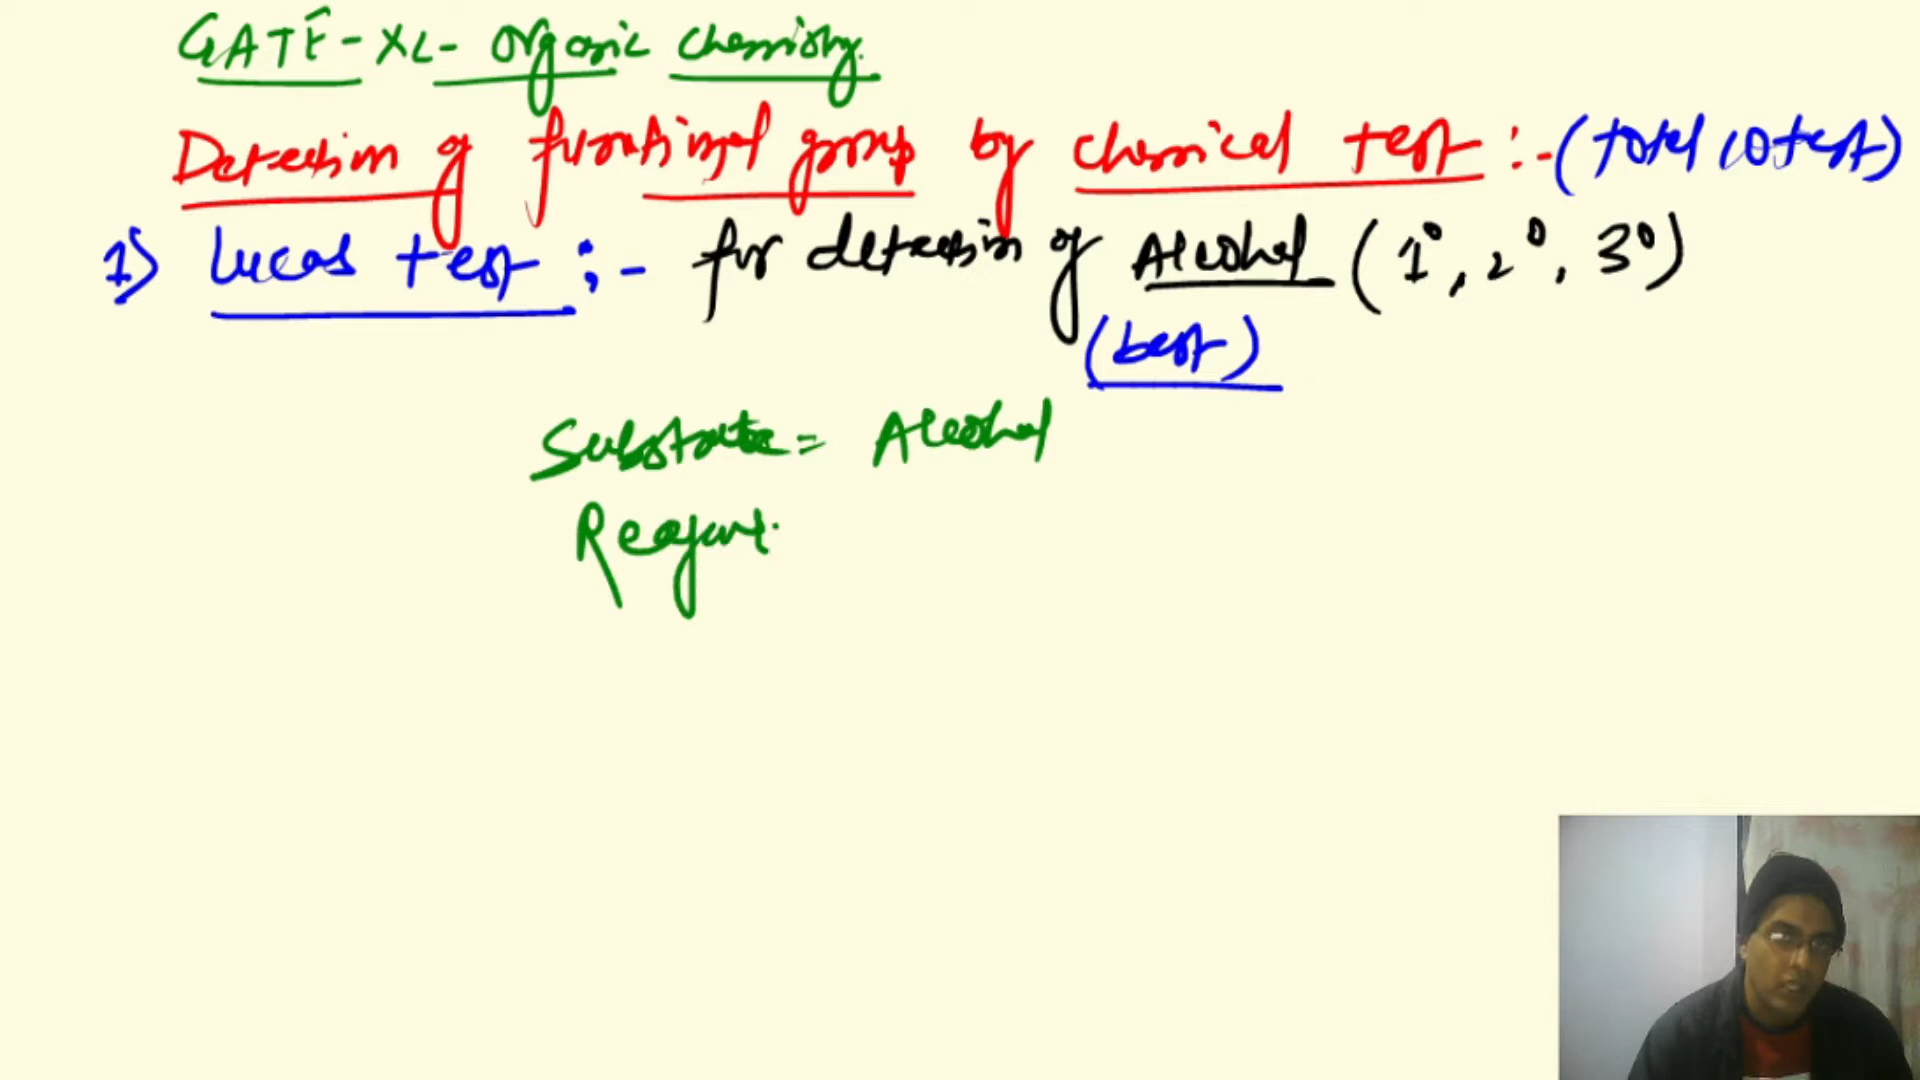 GATE - XL - Organic chemistry.
Detection of functional group by chemical test :- (total 10 test)
1) Lucas test :- for detection of Alcohol (1°, 2°, 3°)
(best)
Substrate = Alcohol
Reagent